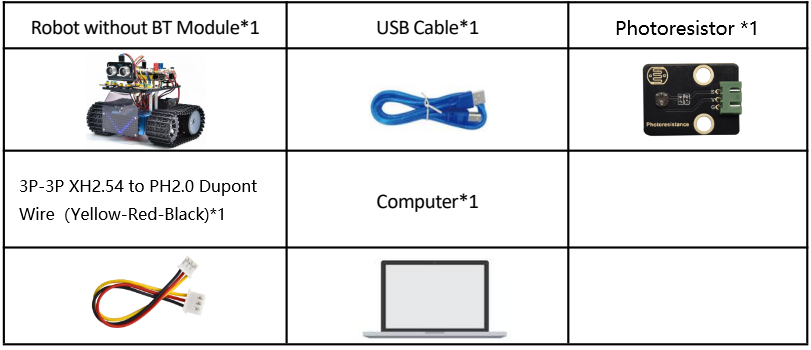 Robot without BT Module*1
USB Cable*1
Photoresistor *1
S
V
G
Photoresistance
3P-3P XH2.54 to PH2.0 Dupont
Wire (Yellow-Red-Black)*1
Computer*1